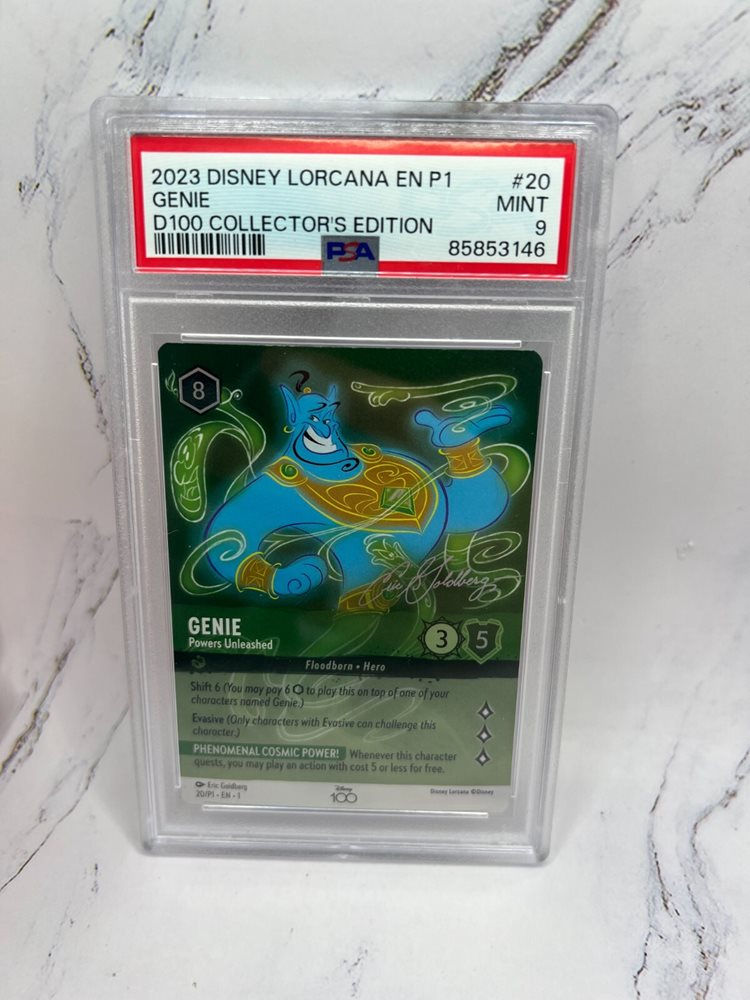 2023 DISNEY LORCANA EN P1 #20
GENIE MINT
D100 COLLECTOR'S EDITION 9
PSA 85853146
8
Eric Goldberg
GENIE
Powers Unleashed
3 5
Floodborn • Hero
Shift 6 (You may pay 6 to play this on top of one of your
characters named Genie.)
Evasive (Only characters with Evasive can challenge this
character.)
PHENOMENAL COSMIC POWER! Whenever this character
quests, you may play an action with cost 5 or less for free.
Eric Goldberg
20/P1 • EN • 1
Disney
100
Disney Lorcana ©Disney